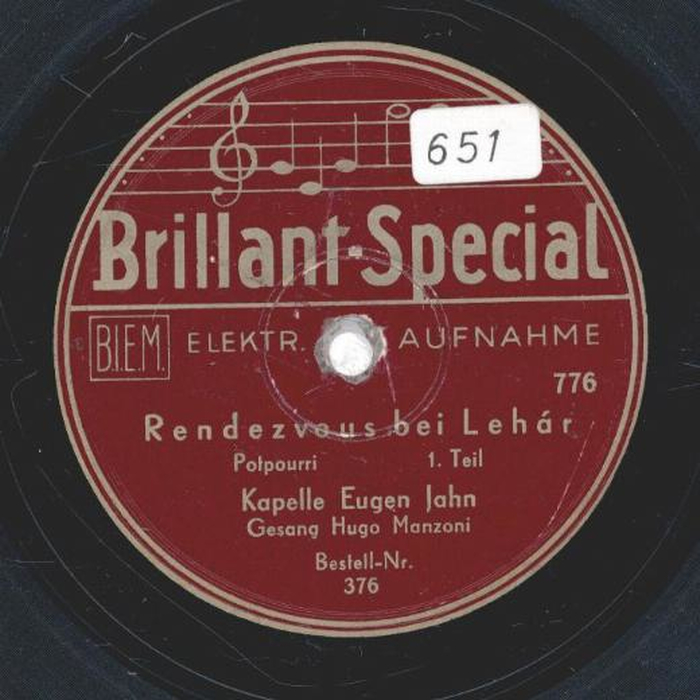 651
Brillant-Special
B.I.E.M. ELEKTR. AUFNAHME
776
Rendezvous bei Lehár
Potpourri 1. Teil
Kapelle Eugen Jahn
Gesang Hugo Manzoni
Bestell-Nr.
376